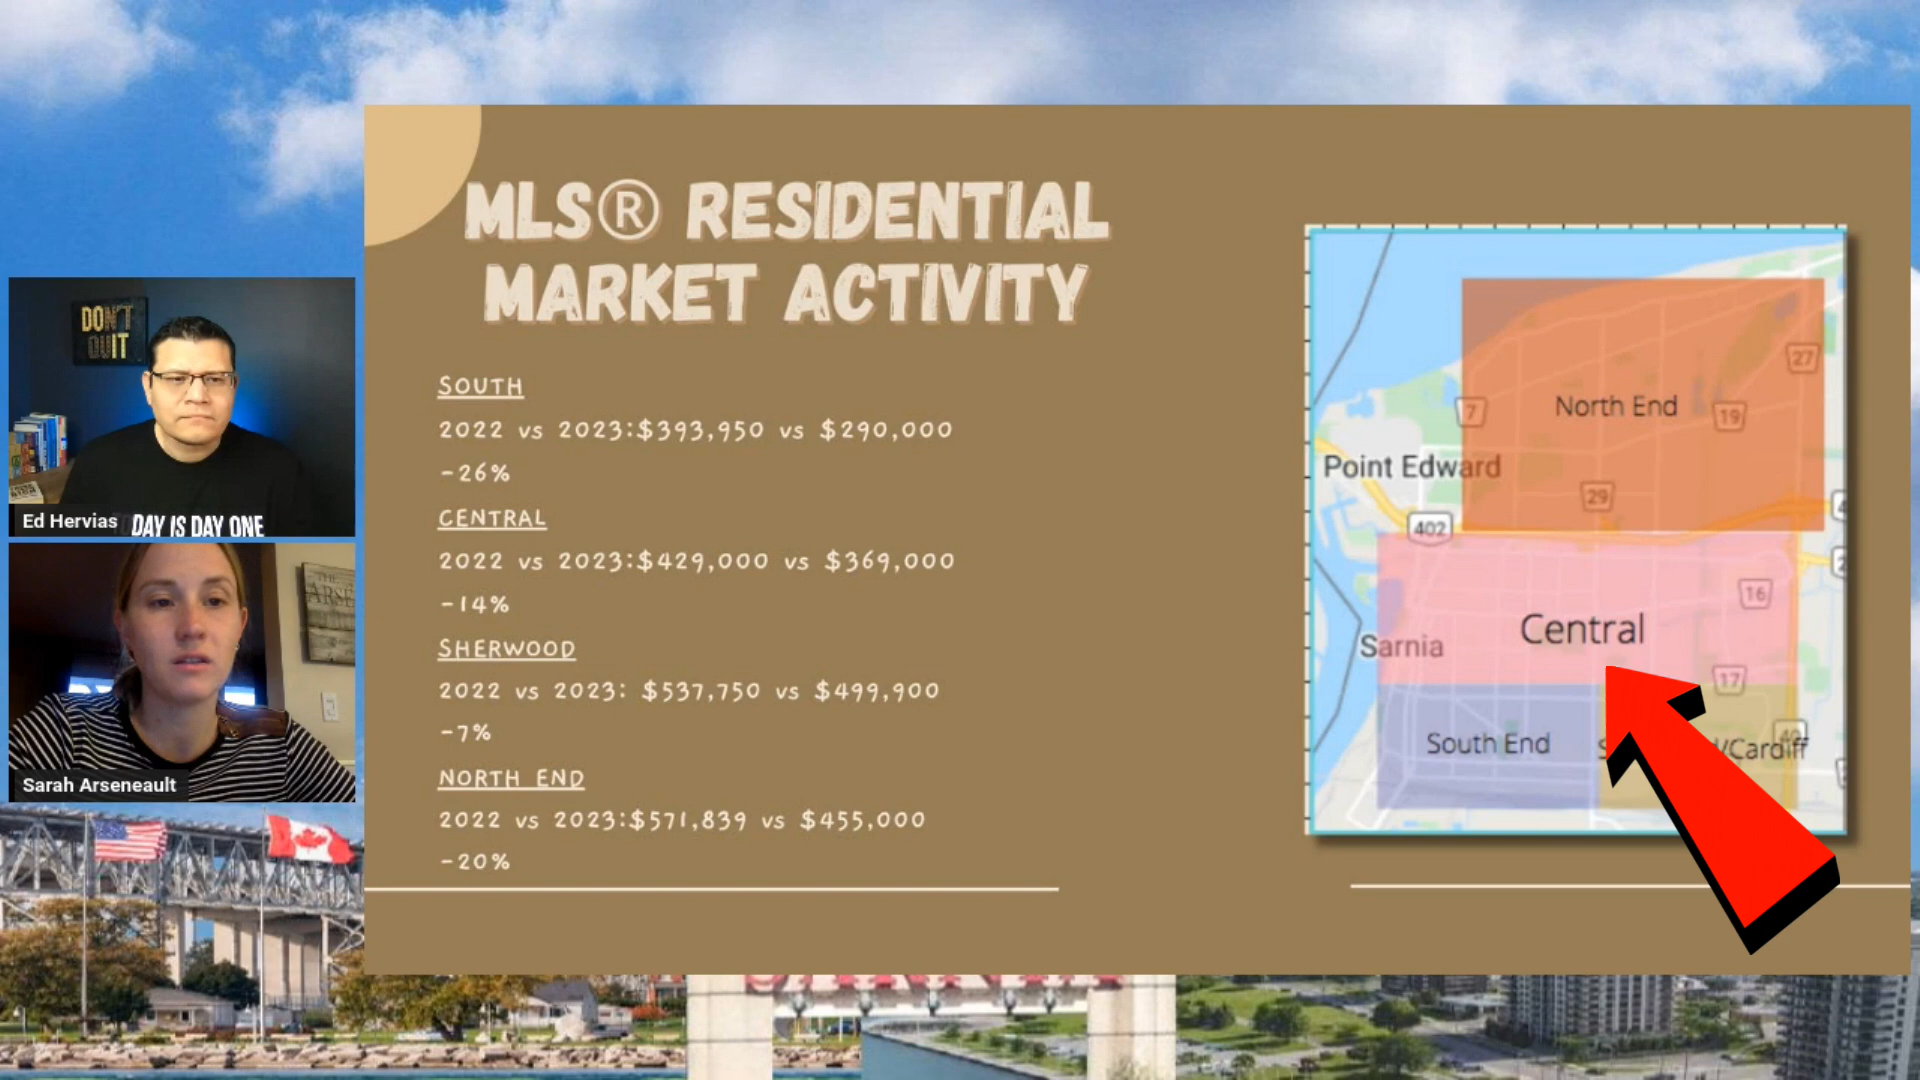 MLS® RESIDENTIAL
MARKET ACTIVITY
SOUTH
2022 vs 2023:$393,950 vs $290,000
-26%
CENTRAL
2022 vs 2023:$429,000 vs $369,000
-14%
SHERWOOD
2022 vs 2023: $537,750 vs $499,900
-7%
NORTH END
2022 vs 2023:$571,839 vs $455,000
-20%
27
North End
7
19
Point Edward
29
402
16
Central
Sarnia
17
South End
/Cardiff
40
DON'T
QUIT
Ed Hervias
DAY IS DAY ONE
THE
ARSE
Sarah Arseneault